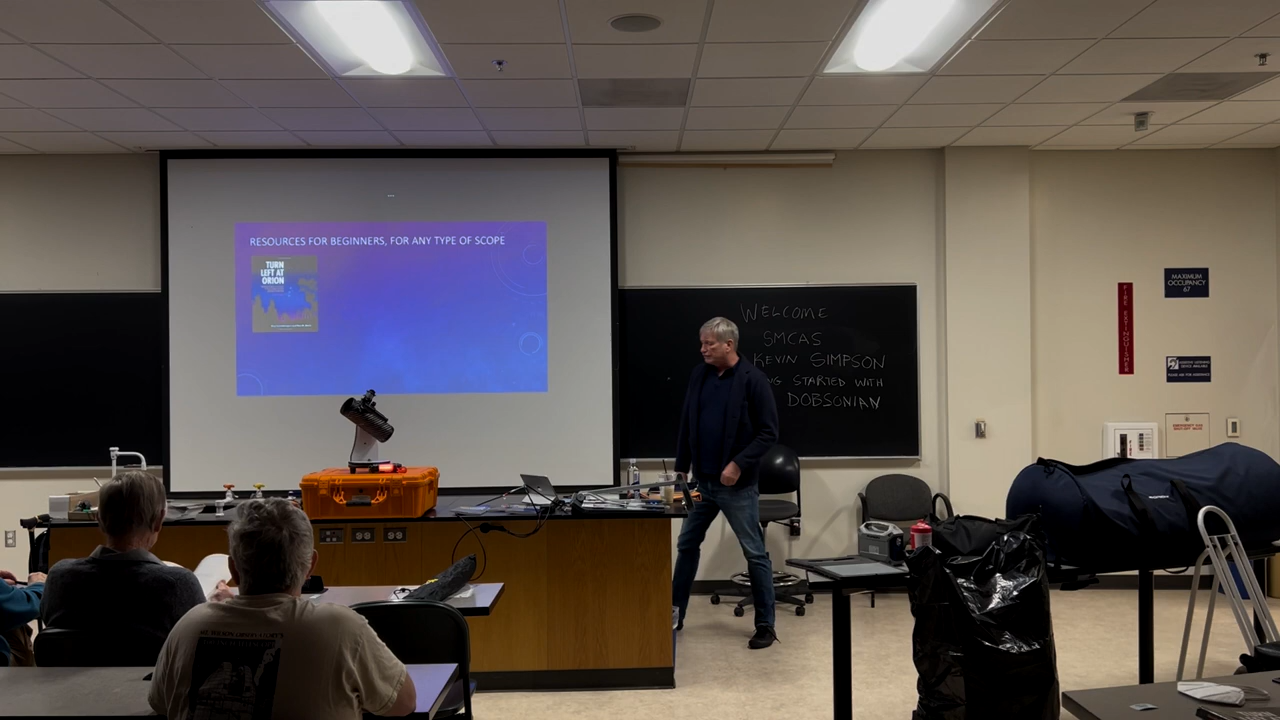 RESOURCES FOR BEGINNERS, FOR ANY TYPE OF SCOPE
TURN
LEFT AT
ORION
WELCOME
SMCAS
KEVIN SIMPSON
STARTED WITH
DOBSONIAN
FIRE EXTINGUISHER
MAXIMUM
OCCUPANCY
67